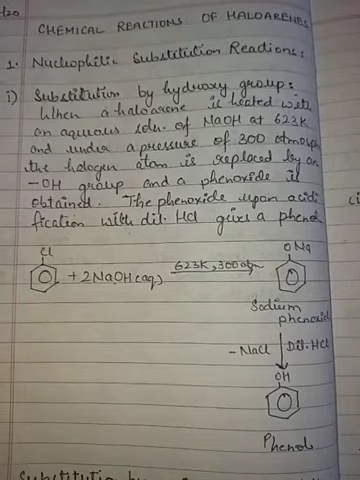 CHEMICAL REACTIONS OF HALOARENES
1. Nucleophilic Substitution Reactions:
i) Substitution by hydroxy group:
When a haloarene is heated with
an aqueous soln. of NaOH at 623K
and under a pressure of 300 atmosph
the halogen atom is replaced by an
-OH group and a phenoxide is
obtained. The phenoxide upon acidi
fication with dil. HCl gives a phenol
Cl
ONa
+ 2NaOH(aq)
623K, 300atm
Sodium
phenoxid
-NaCl
Dil·HCl
OH
Phenol